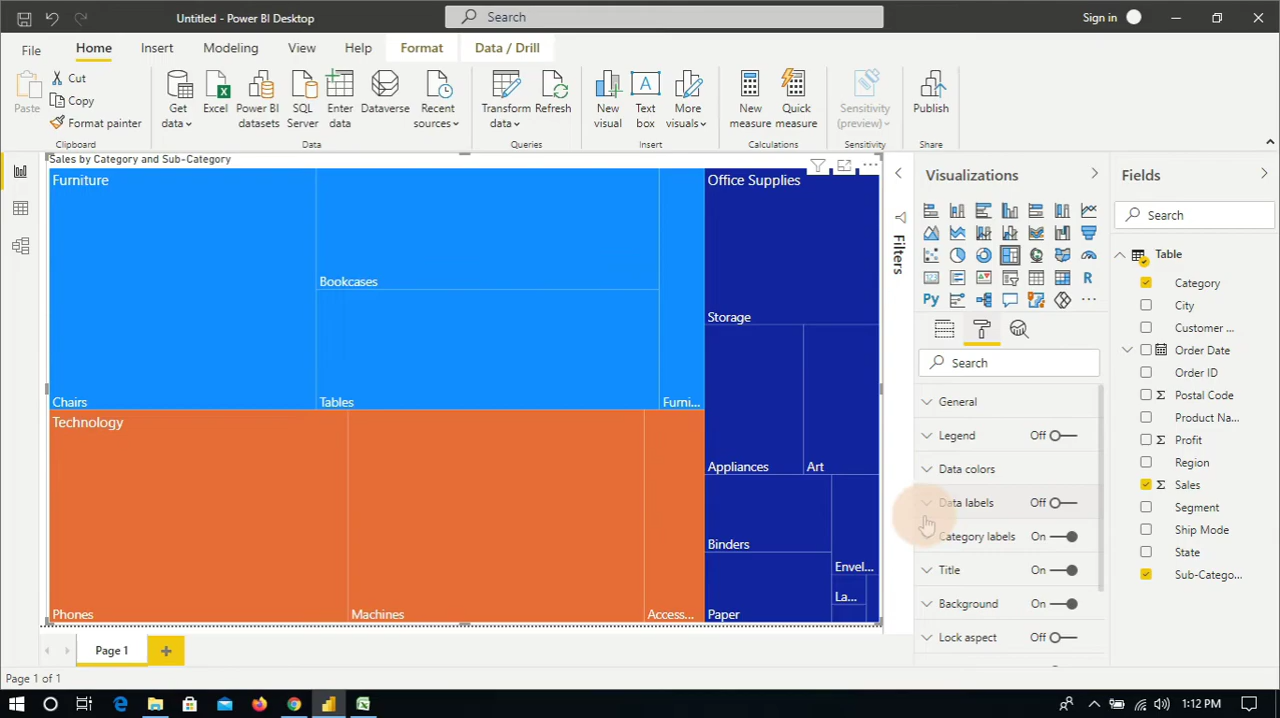 Untitled - Power BI Desktop
Search
Sign in
File
Home
Insert
Modeling
View
Help
Format
Data / Drill
Paste
Cut
Copy
Format painter
Clipboard
Get data
Excel
Power BI datasets
SQL Server
Enter data
Dataverse
Recent sources
Data
Transform data
Refresh
Queries
New visual
Text box
More visuals
Insert
New measure
Quick measure
Calculations
Sensitivity (preview)
Sensitivity
Publish
Share
Sales by Category and Sub-Category
Furniture
Chairs
Bookcases
Tables
Furni...
Technology
Phones
Machines
Access...
Office Supplies
Storage
Appliances
Art
Binders
Paper
Envel...
La...
Filters
Visualizations
R
Py
Search
General
Legend Off
Data colors
Data labels Off
Category labels On
Title On
Background On
Lock aspect Off
Fields
Search
Table
Category
City
Customer ...
Order Date
Order ID
Postal Code
Product Na...
Profit
Region
Sales
Segment
Ship Mode
State
Sub-Catego...
Page 1
Page 1 of 1
1:12 PM